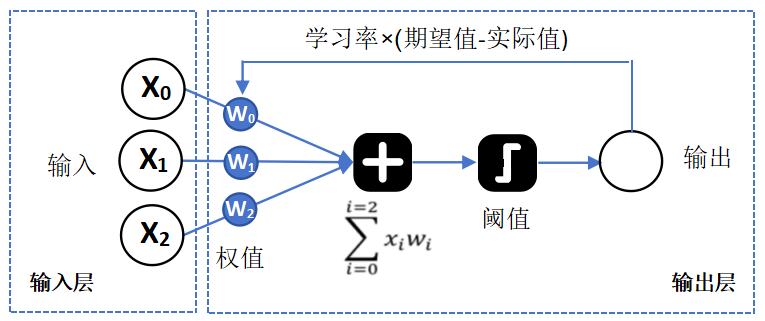 学习率×(期望值-实际值)
X0
W0
输入
X1
W1
输出
X2
W2
阈值
权值
i=2
∑ xiwi
i=0
输入层
输出层